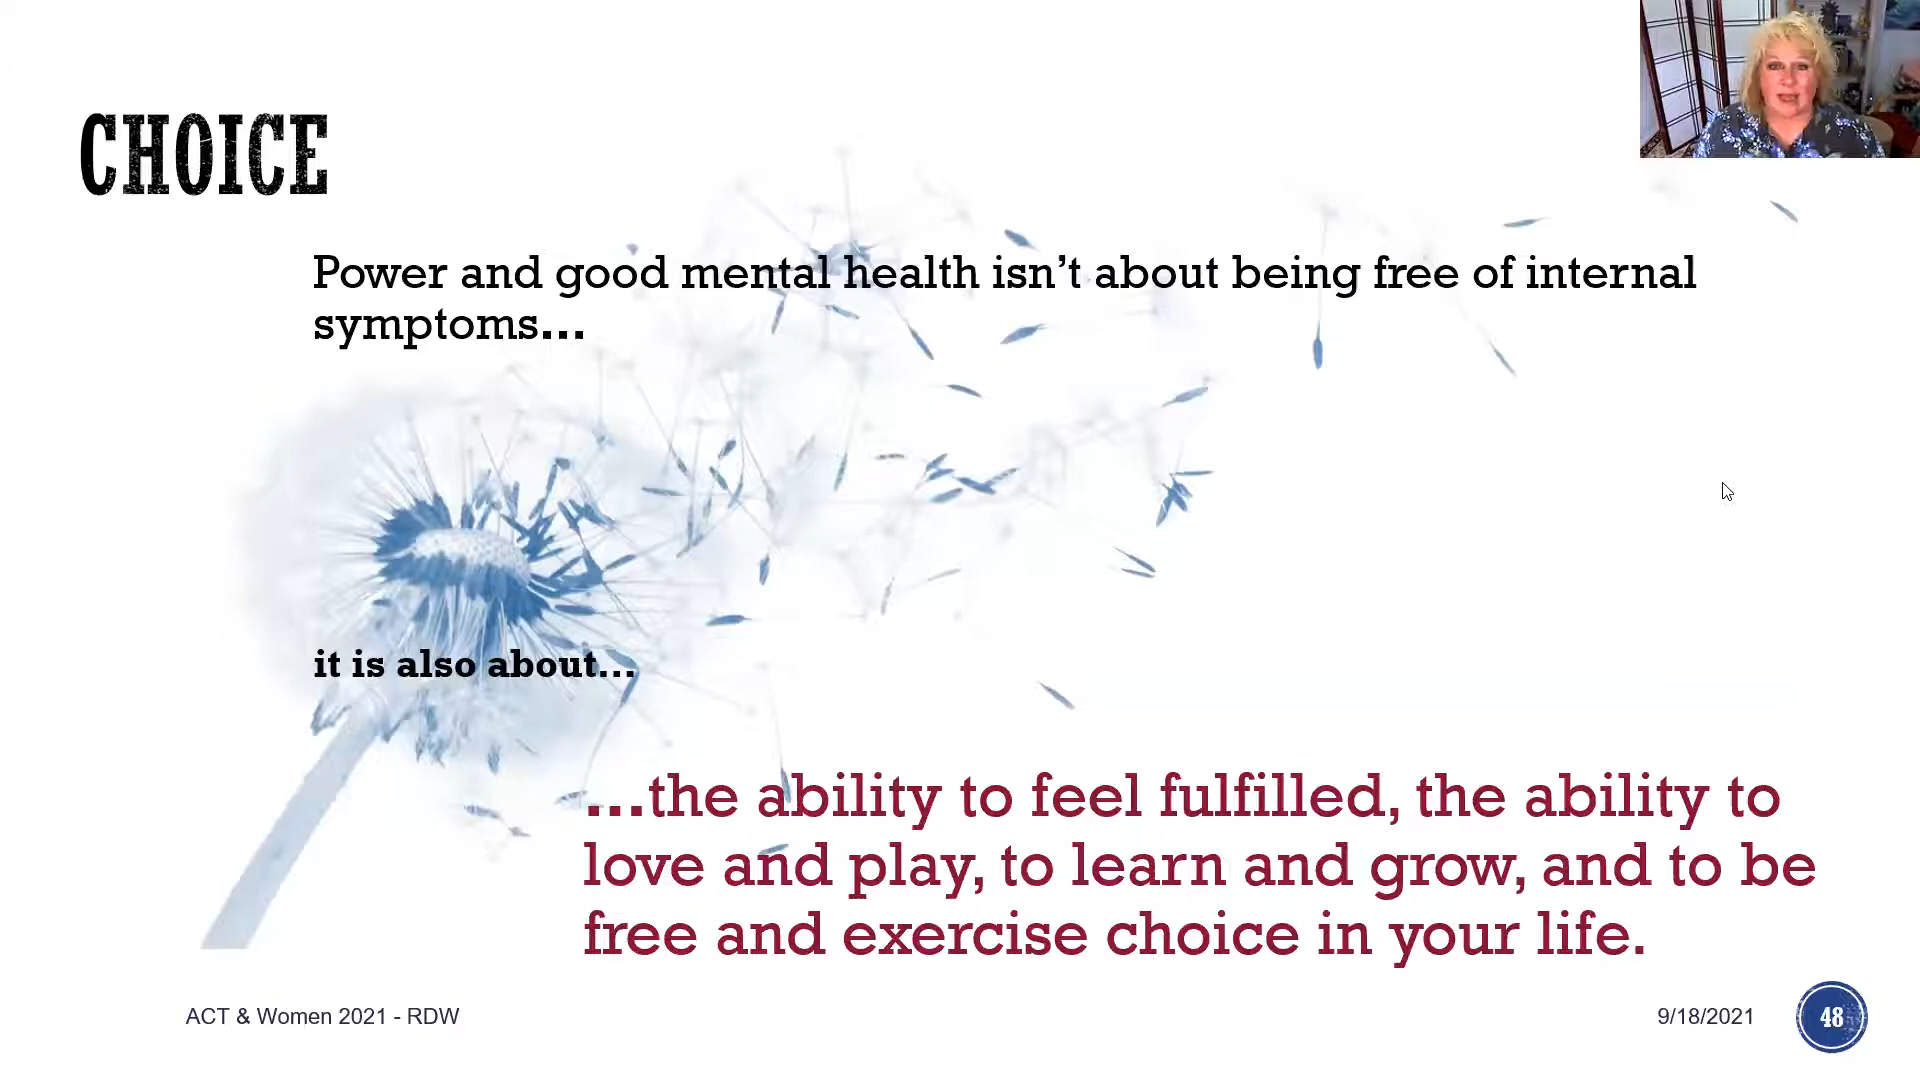 CHOICE
Power and good mental health isn’t about being free of internal
symptoms…
it is also about…
…the ability to feel fulfilled, the ability to
love and play, to learn and grow, and to be
free and exercise choice in your life.
ACT & Women 2021 - RDW
9/18/2021
48